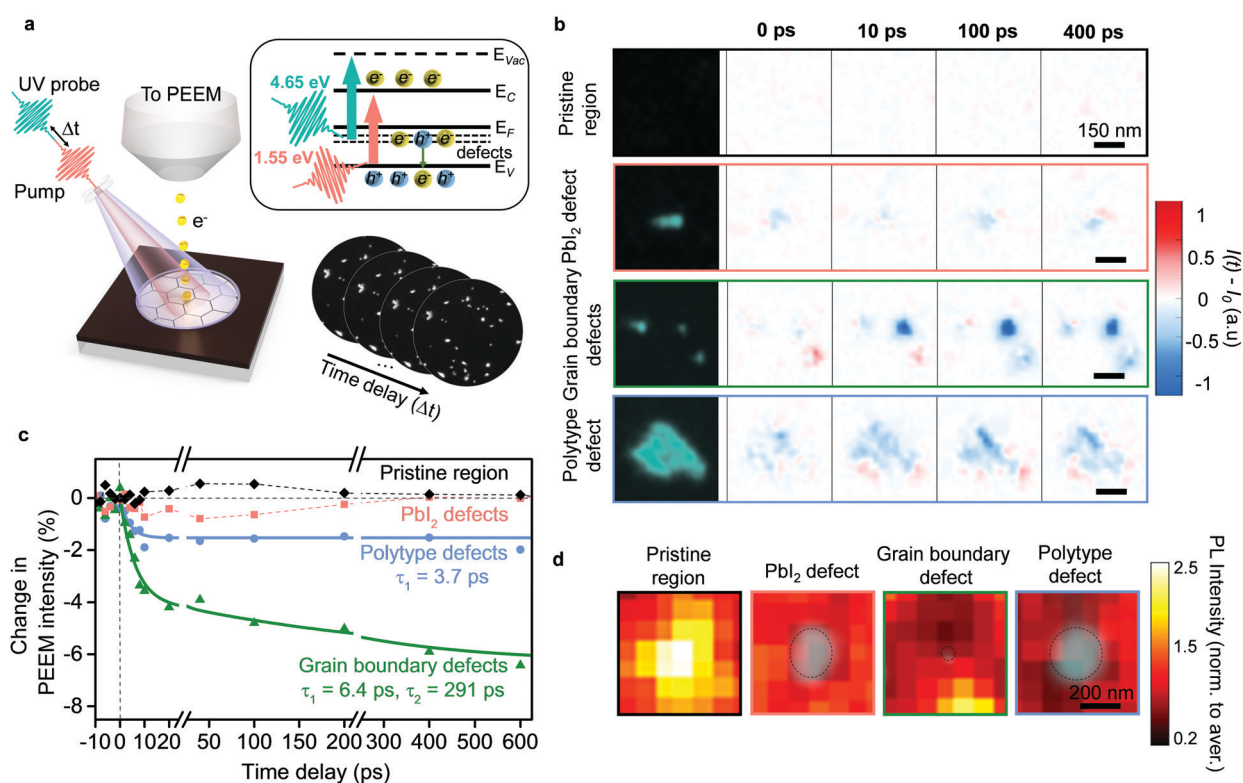 a
UV probe
Δt
Pump
To PEEM
e⁻
4.65 eV
1.55 eV
E_Vac
e⁻ e⁻ e⁻
E_C
E_F
e⁻ h⁺ e⁻
defects
E_V
h⁺ h⁺ e⁻ h⁺
...
Time delay (Δt)
b
0 ps 10 ps 100 ps 400 ps
Pristine
region
150 nm
PbI₂ defect
Grain boundary
defects
Polytype
defect
1
0.5
0
-0.5
-1
I(t) - I₀ (a.u)
c
Change in
PEEM intensity (%)
0
-2
-4
-6
-8
Pristine region
PbI₂ defects
Polytype defects
τ₁ = 3.7 ps
Grain boundary defects
τ₁ = 6.4 ps, τ₂ = 291 ps
-10 0 10 20 50 100 150 200 300 400 500 600
Time delay (ps)
d
Pristine
region
PbI₂ defect
Grain boundary
defect
Polytype
defect
200 nm
2.5
1.5
0.2
PL Intensity (norm. to aver.)